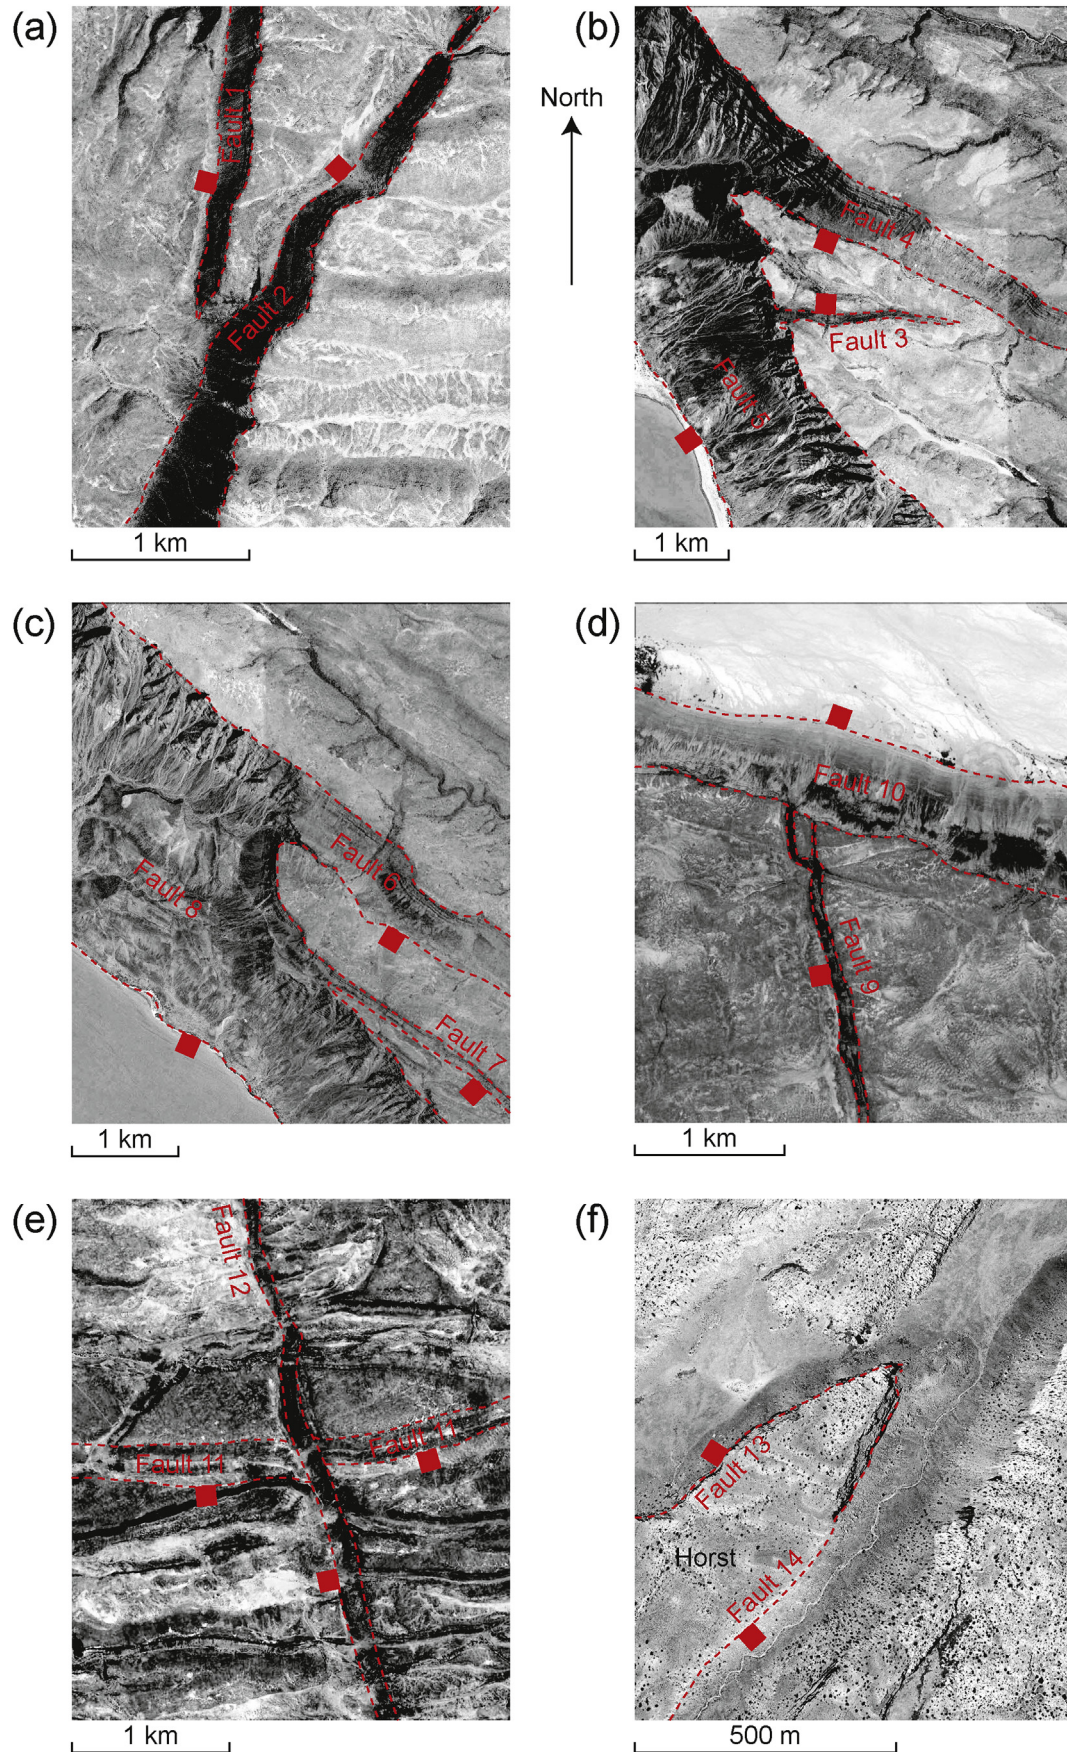 (a)
Fault 1
Fault 2
1 km
North
(b)
Fault 4
Fault 3
Fault 5
1 km
(c)
Fault 6
Fault 8
Fault 7
1 km
(d)
Fault 10
Fault 9
1 km
(e)
Fault 12
Fault 11
Fault 11
1 km
(f)
Fault 13
Horst
Fault 14
500 m